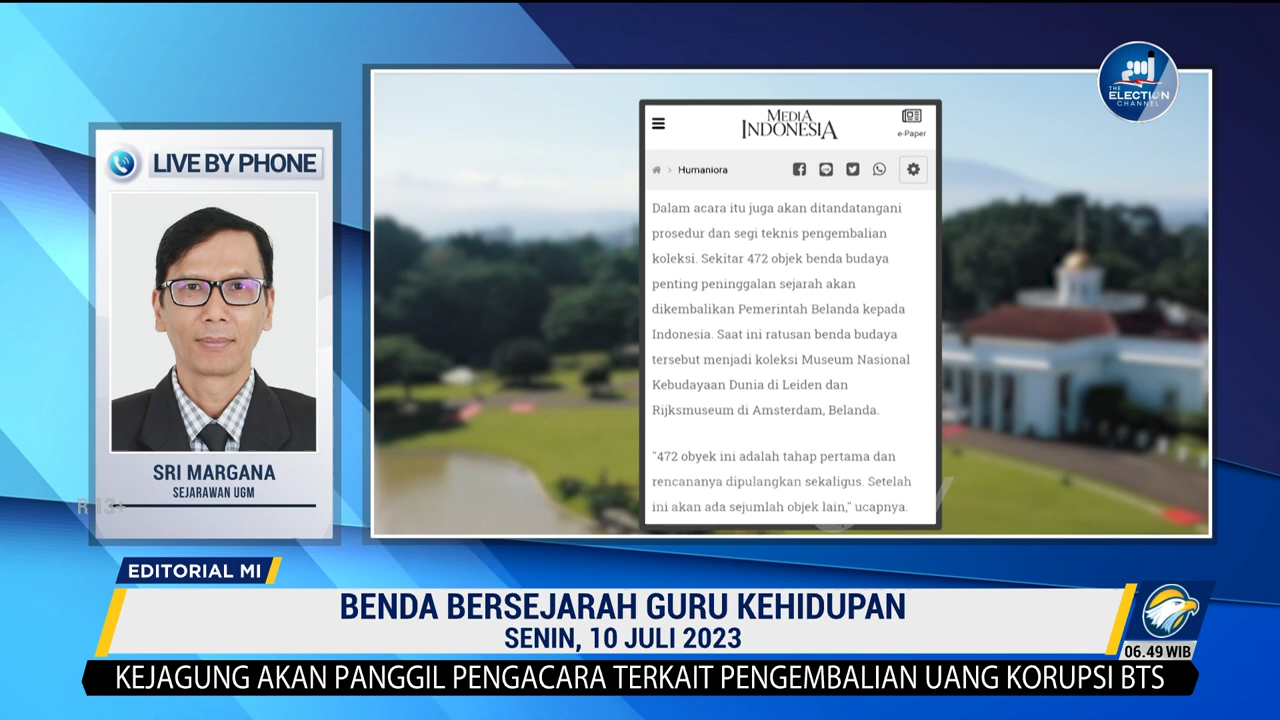 THE
ELECTION
CHANNEL
LIVE BY PHONE
SRI MARGANA
SEJARAWAN UGM
R 13+
MEDIA
INDONESIA
e-Paper
Humaniora
Dalam acara itu juga akan ditandatangani
prosedur dan segi teknis pengembalian
koleksi. Sekitar 472 objek benda budaya
penting peninggalan sejarah akan
dikembalikan Pemerintah Belanda kepada
Indonesia. Saat ini ratusan benda budaya
tersebut menjadi koleksi Museum Nasional
Kebudayaan Dunia di Leiden dan
Rijksmuseum di Amsterdam, Belanda.
"472 obyek ini adalah tahap pertama dan
rencananya dipulangkan sekaligus. Setelah
ini akan ada sejumlah objek lain," ucapnya.
EDITORIAL MI
BENDA BERSEJARAH GURU KEHIDUPAN
SENIN, 10 JULI 2023
06.49 WIB
KEJAGUNG AKAN PANGGIL PENGACARA TERKAIT PENGEMBALIAN UANG KORUPSI BTS